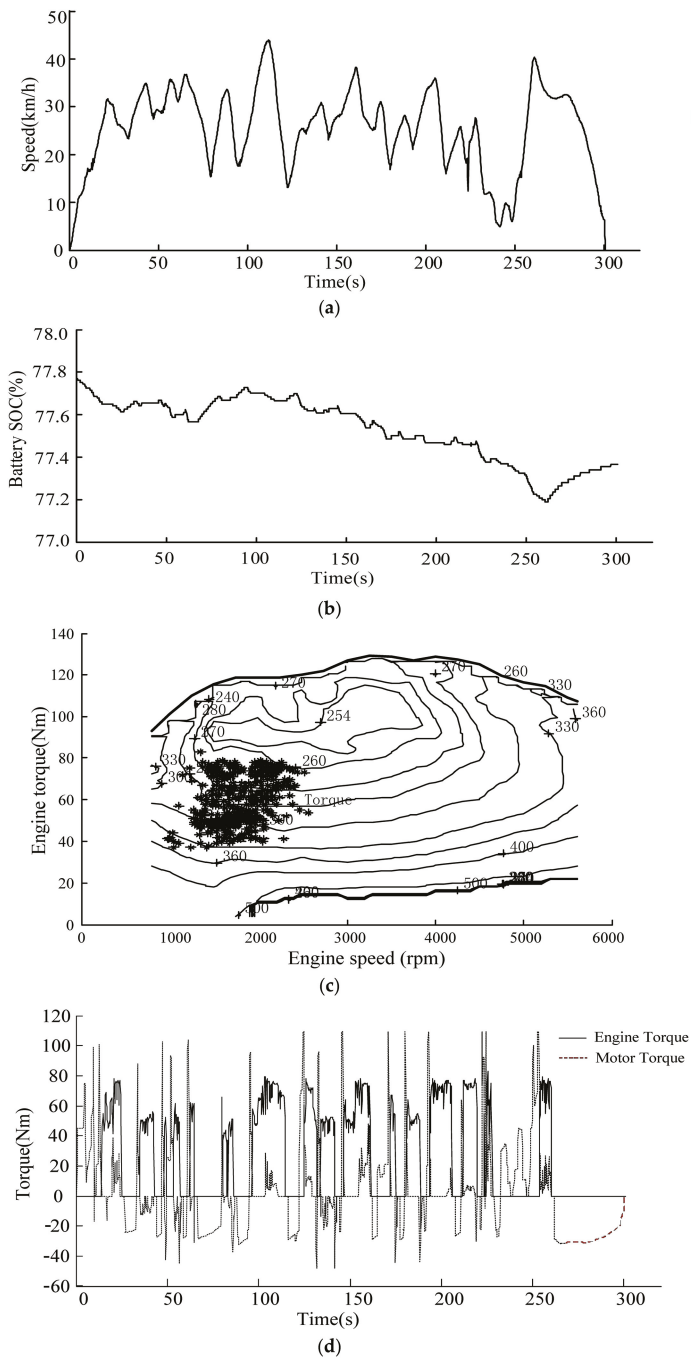 50
40
30
20
10
0
Speed(km/h)
0 50 100 150 200 250 300
Time(s)
(a)
78.0
77.8
77.6
77.4
77.2
77.0
Battery SOC(%)
0 50 100 150 200 250 300
Time(s)
(b)
140
120
100
80
60
40
20
0
Engine torque(Nm)
270
260
270
240
330
280
360
254
330
270
330
260
300
Torque
360
400
500
500
0 1000 2000 3000 4000 5000 6000
Engine speed (rpm)
(c)
120
100
80
60
40
20
0
-20
-40
-60
Torque(Nm)
Engine Torque
Motor Torque
0 50 100 150 200 250 300
Time(s)
(d)